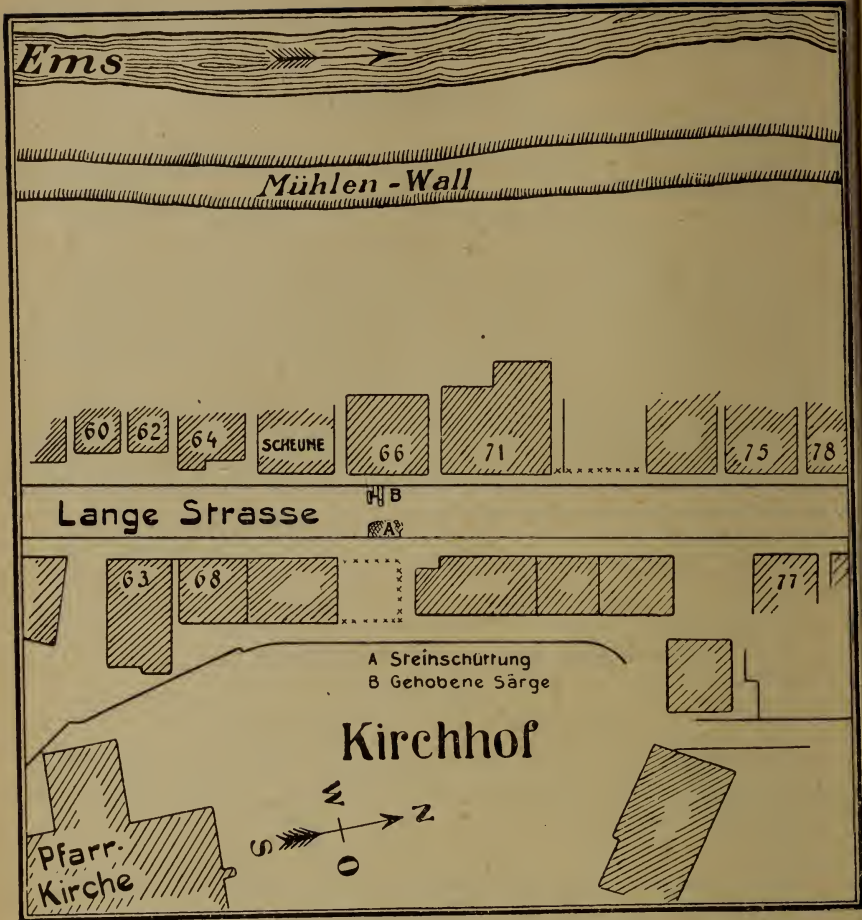 Ems
Mühlen-Wall
60 62 64 SCHEUNE 66 71 75 78
B
Lange Strasse
A
63 68 77
A Steinschüttung
B Gehobene Särge
Kirchhof
W
S N
O
Pfarr-
Kirche